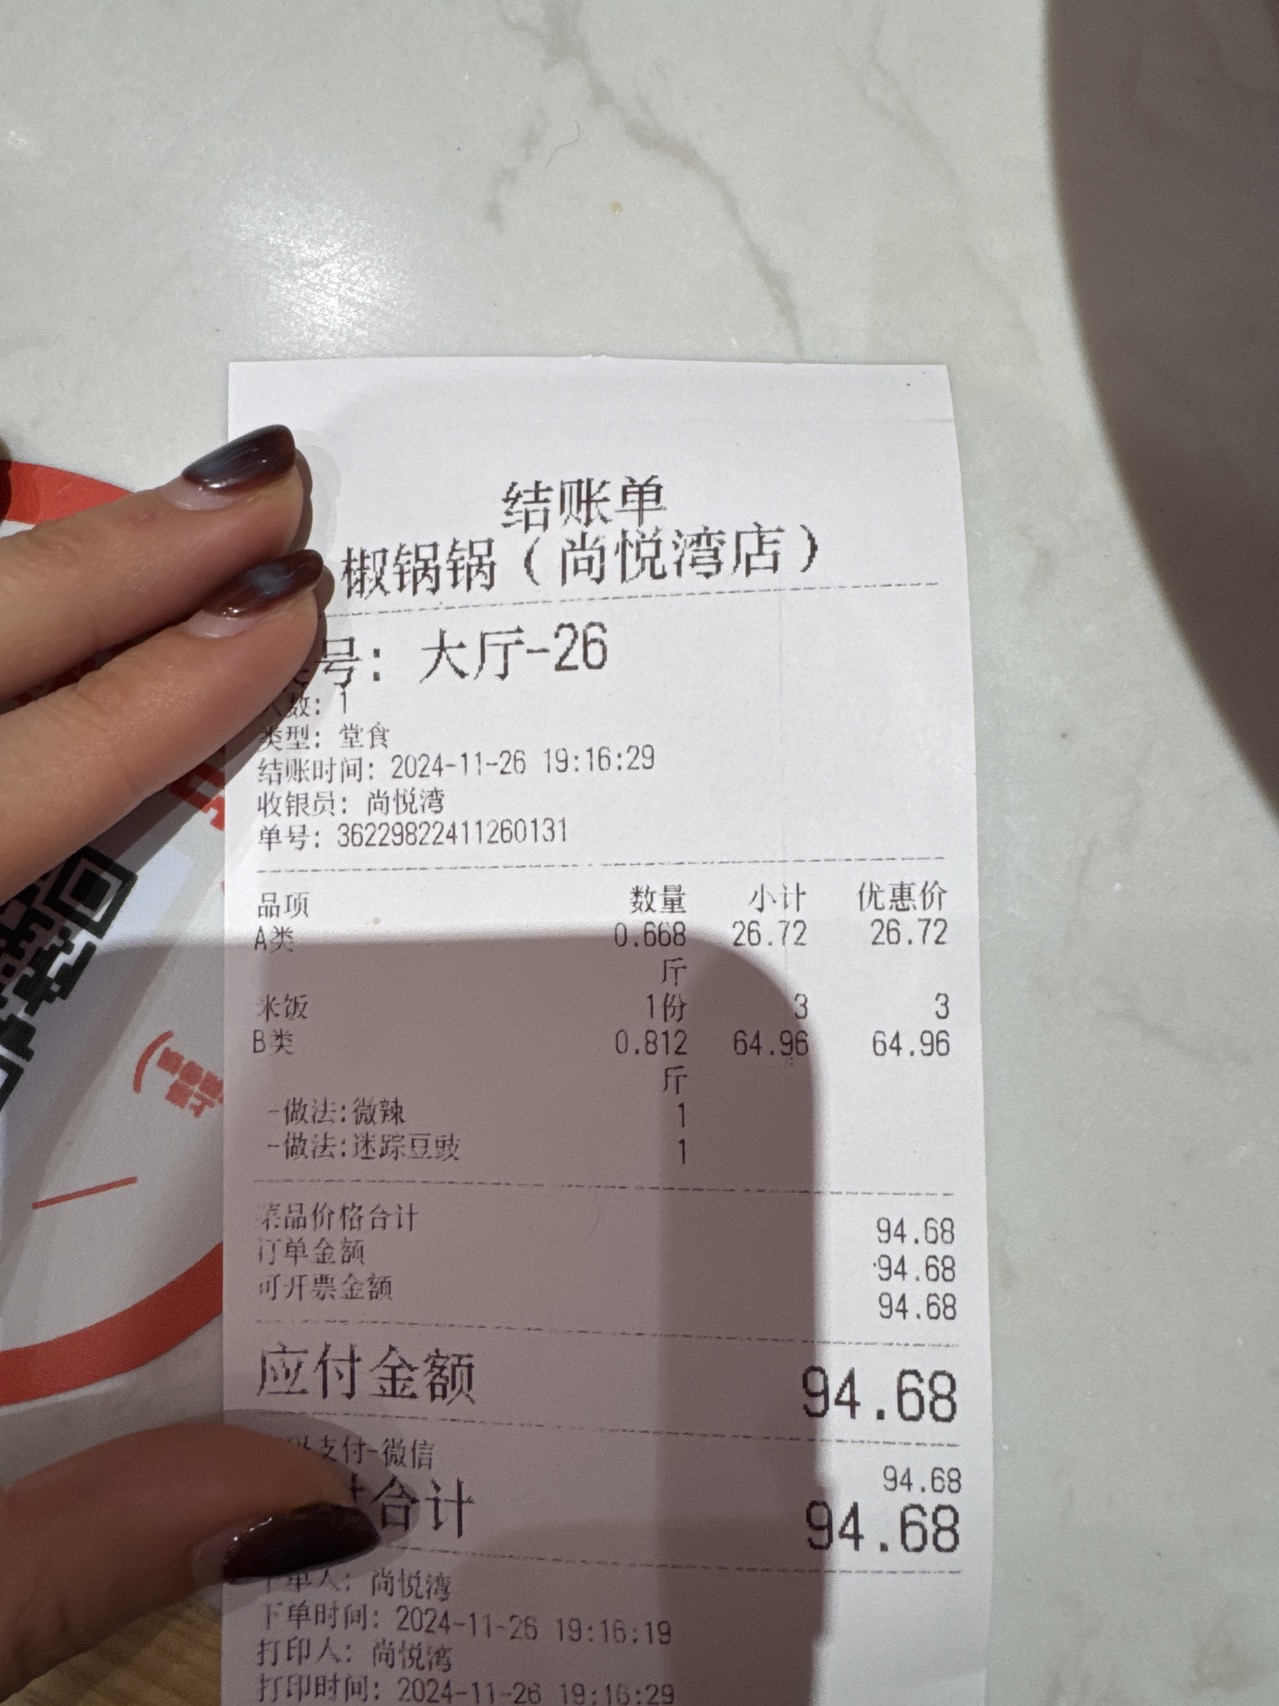 结账单
椒锅锅（尚悦湾店）
号: 大厅-26
人数: 1
类型: 堂食
结账时间: 2024-11-26 19:16:29
收银员: 尚悦湾
单号: 36229822411260131
品项 数量 小计 优惠价
A类 0.668 26.72 26.72
斤
米饭 1份 3 3
B类 0.812 64.96 64.96
斤
-做法:微辣 1
-做法:迷踪豆豉 1
菜品价格合计 94.68
订单金额 94.68
可开票金额 94.68
应付金额 94.68
支付-微信 94.68
合计 94.68
下单人: 尚悦湾
下单时间: 2024-11-26 19:16:19
打印人: 尚悦湾
打印时间: 2024-11-26 19:16:29